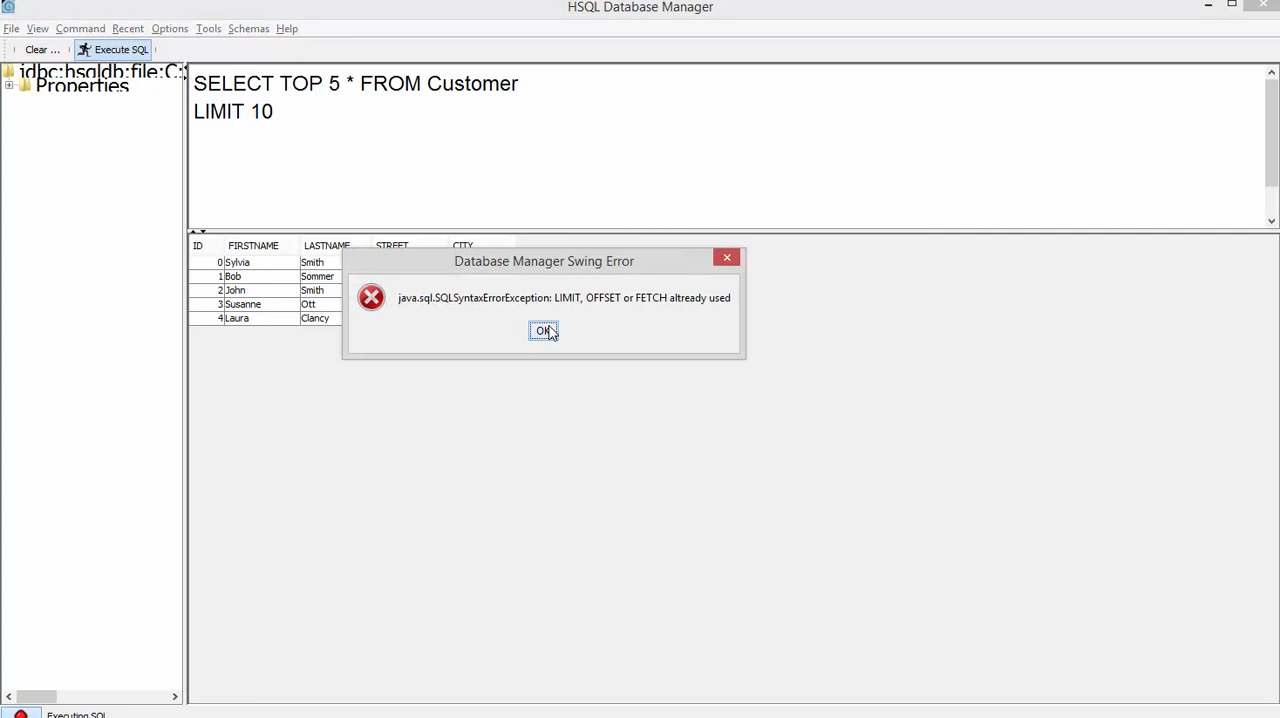 HSQL Database Manager
File View Command Recent Options Tools Schemas Help
Clear ... Execute SQL
jdbc:hsqldb:file:C:
Properties
SELECT TOP 5 * FROM Customer
LIMIT 10
ID FIRSTNAME LASTNAME STREET CITY
0 Sylvia Smith
1 Bob Sommer
2 John Smith
3 Susanne Ott
4 Laura Clancy
Database Manager Swing Error
java.sql.SQLSyntaxErrorException: LIMIT, OFFSET or FETCH altready used
OK
Executing SQL